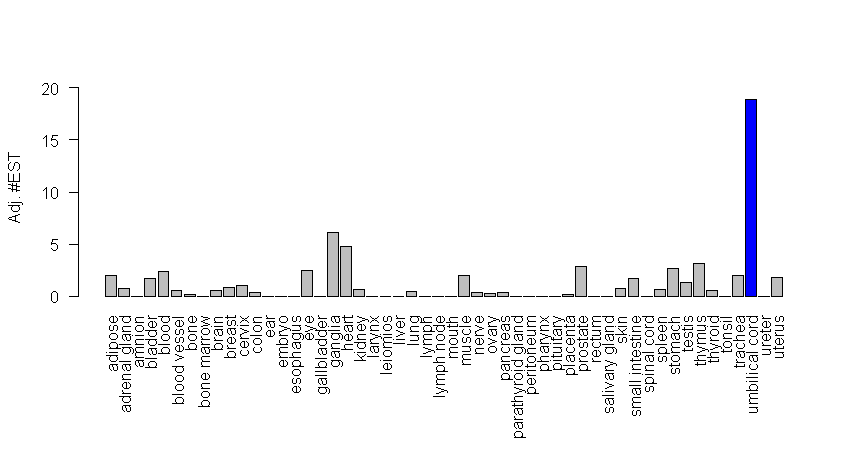 Adj. #EST
20
15
10
5
0
adipose
adrenal gland
amnion
bladder
blood
blood vessel
bone
bone marrow
brain
breast
cervix
colon
ear
embryo
esophagus
eye
gallbladder
ganglia
heart
kidney
larynx
leiomios
liver
lung
lymph
lymph node
mouth
muscle
nerve
ovary
pancreas
parathyroid gland
peritoneum
pharynx
pituitary
placenta
prostate
rectum
salivary gland
skin
small intestine
spinal cord
spleen
stomach
testis
thymus
thyroid
tonsil
trachea
umbilical cord
ureter
uterus